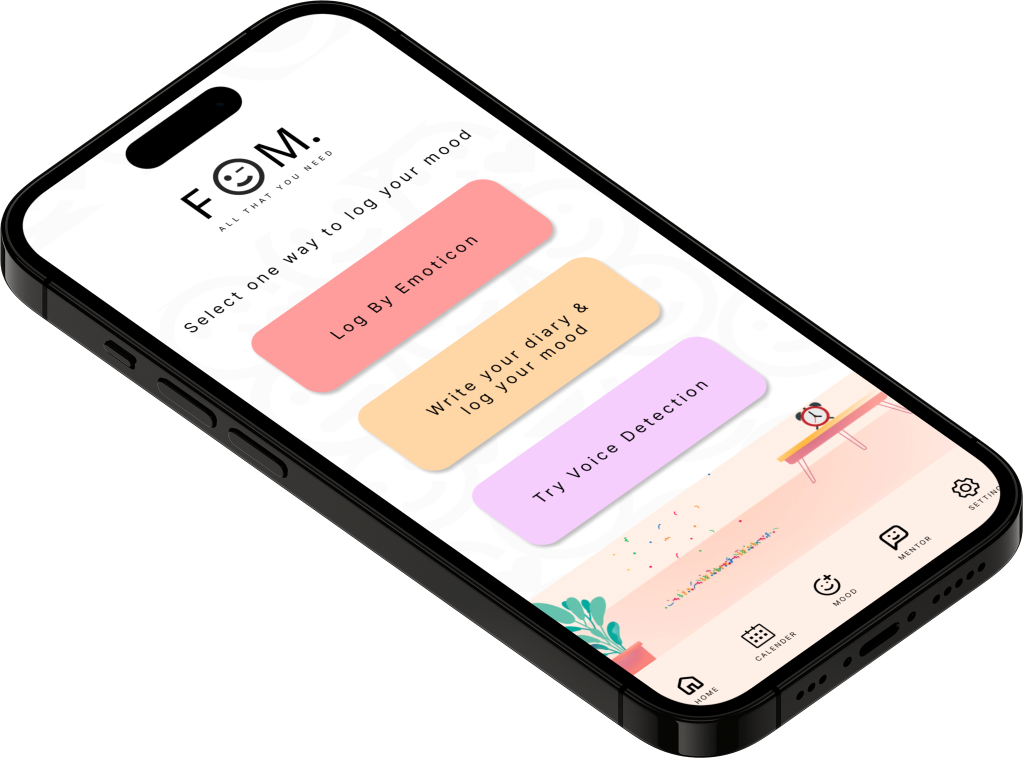 FOM.
ALL THAT YOU NEED
Select one way to log your mood
Log By Emoticon
Write your diary &
log your mood
Try Voice Detection
HOME
CALENDER
MOOD
MENTOR
SETTING